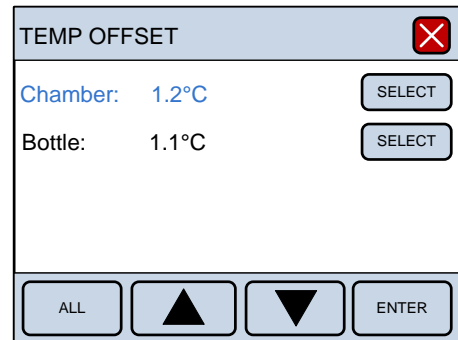 TEMP OFFSET
Chamber: 1.2°C SELECT
Bottle: 1.1°C SELECT
ALL ENTER